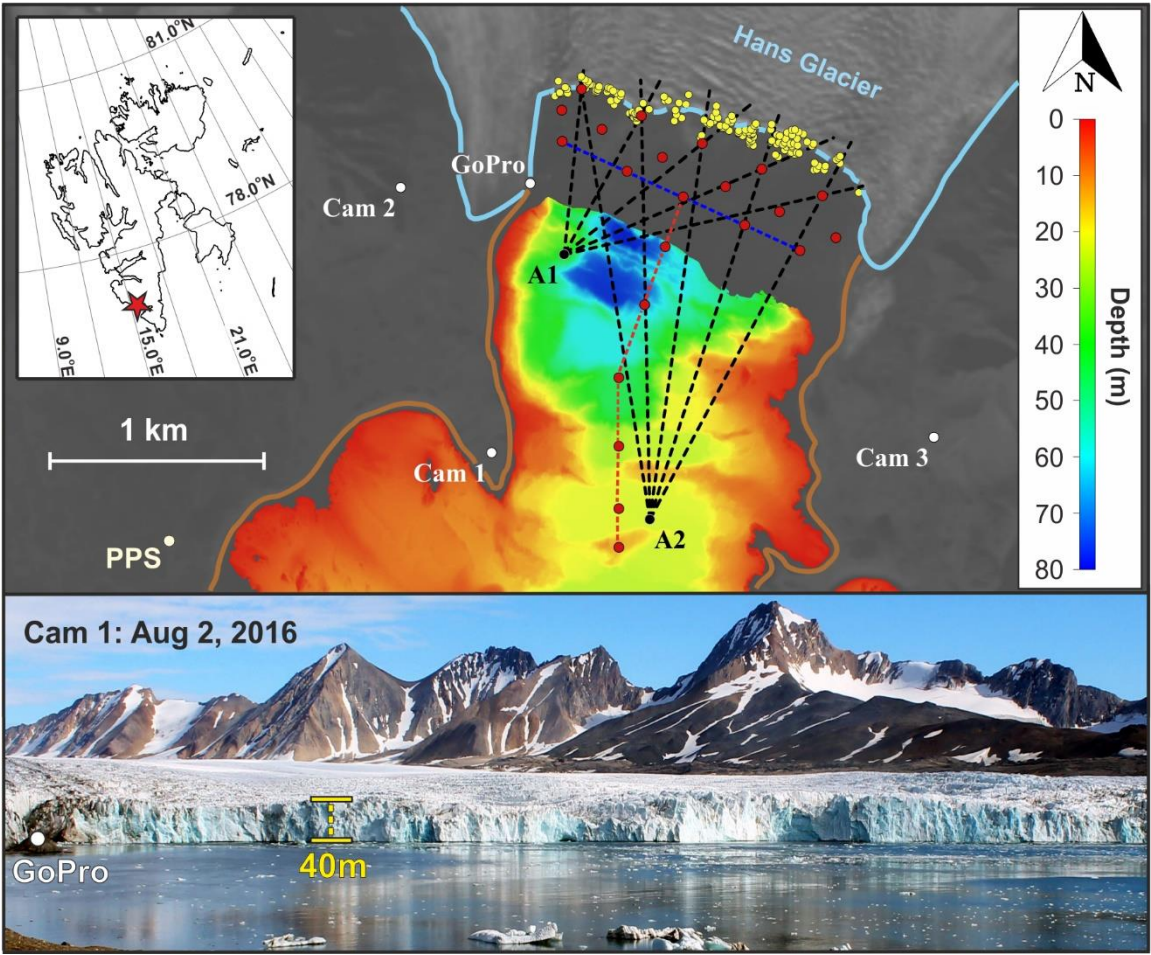 81.0°N
78.0°N
9.0°E
15.0°E
21.0°E
Hans Glacier
GoPro
Cam 2
A1
1 km
Cam 1
Cam 3
PPS
A2
N
0
10
20
30
40
50
60
70
80
Depth (m)
Cam 1: Aug 2, 2016
GoPro
40m